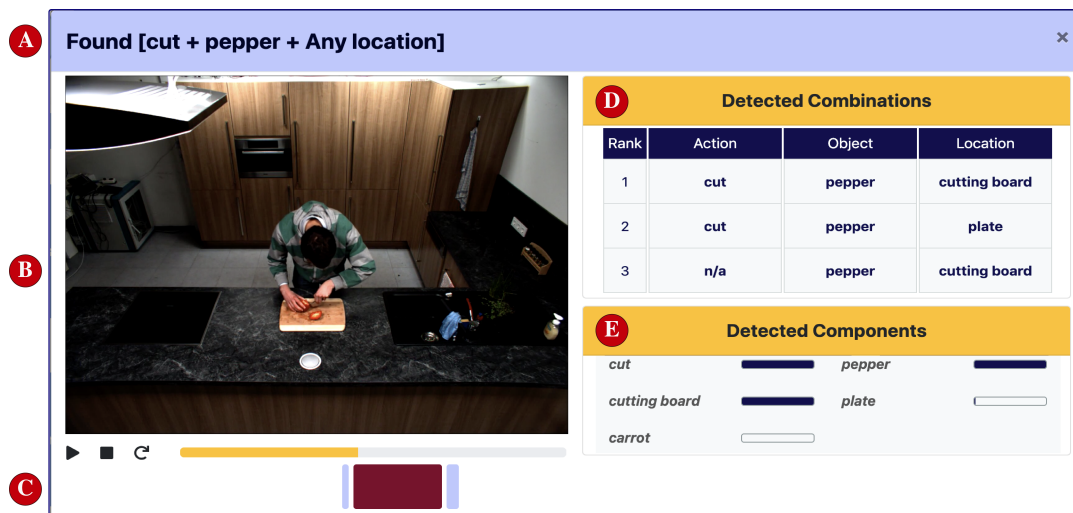 A
Found [cut + pepper + Any location]
×
B
C
D
Detected Combinations
Rank Action Object Location
1 cut pepper cutting board
2 cut pepper plate
3 n/a pepper cutting board
E
Detected Components
cut pepper
cutting board plate
carrot